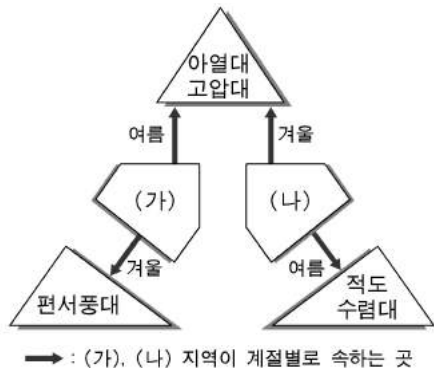 아열대
고압대
여름
겨울
(가)
(나)
겨울
여름
편서풍대
적도
수렴대
: (가), (나) 지역이 계절별로 속하는 곳